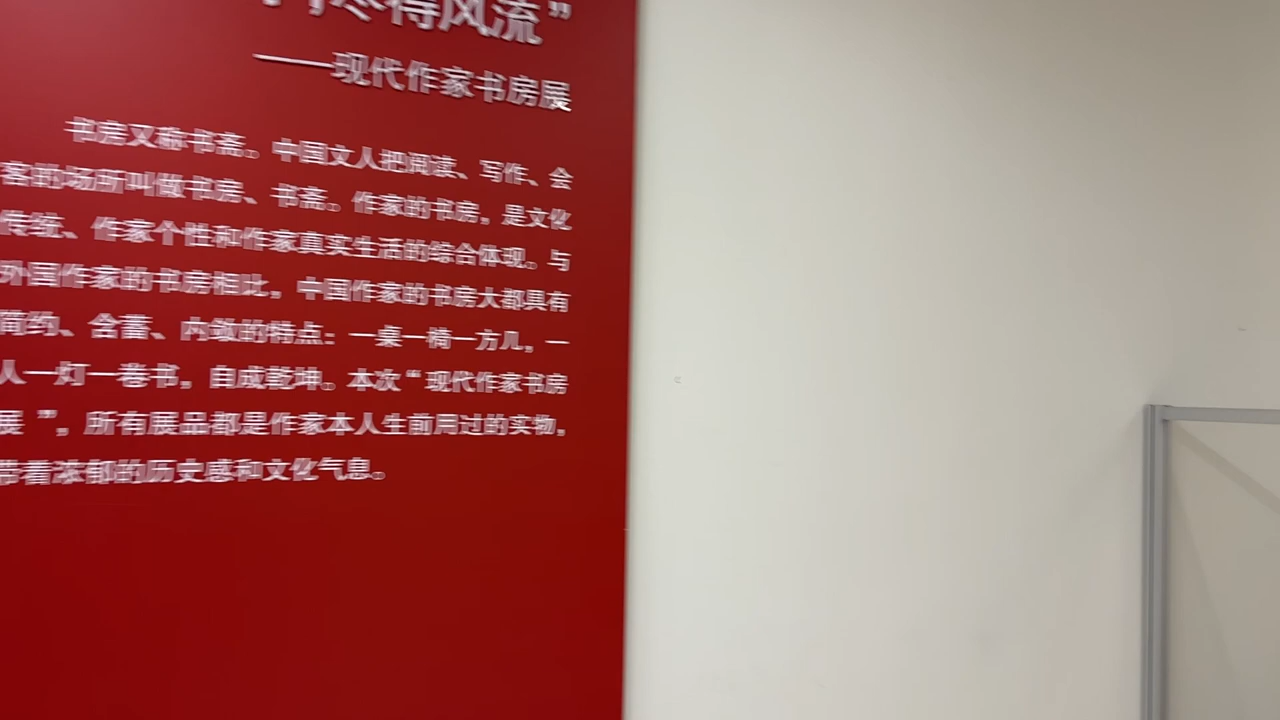 尽得风流”
——现代作家书房展
书房又称书斋。中国文人把阅读、写作、会
客的场所叫做书房、书斋。作家的书房，是文化
传统、作家个性和作家真实生活的综合体现。与
外国作家的书房相比，中国作家的书房大都具有
简约、含蓄、内敛的特点：一桌一椅一方几，一
人一灯一卷书，自成乾坤。本次“现代作家书房
展”，所有展品都是作家本人生前用过的实物，
带着浓郁的历史感和文化气息。